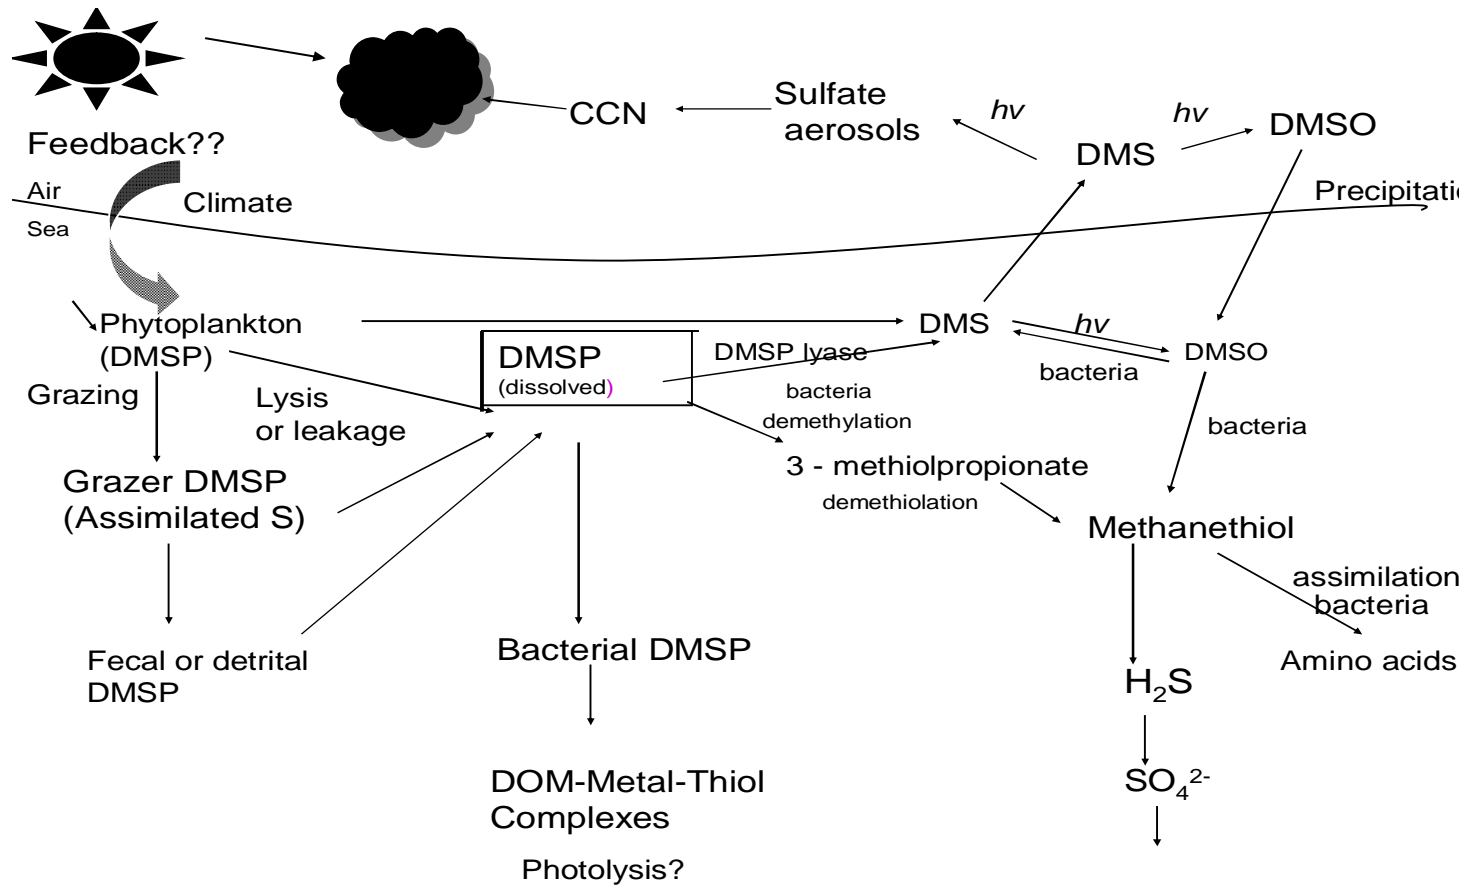 CCN
Sulfate
aerosols
hv
hv
DMSO
DMS
Feedback??
Air
Climate
Precipitati
Sea
Phytoplankton
(DMSP)
DMS
hv
DMSO
DMSP
(dissolved)
DMSP lyase
bacteria
bacteria
demethylation
Grazing
Lysis
or leakage
bacteria
3 - methiolpropionate
demethiolation
Grazer DMSP
(Assimilated S)
Methanethiol
assimilation
bacteria
Amino acids
Fecal or detrital
DMSP
Bacterial DMSP
H₂S
SO₄²⁻
DOM-Metal-Thiol
Complexes
Photolysis?